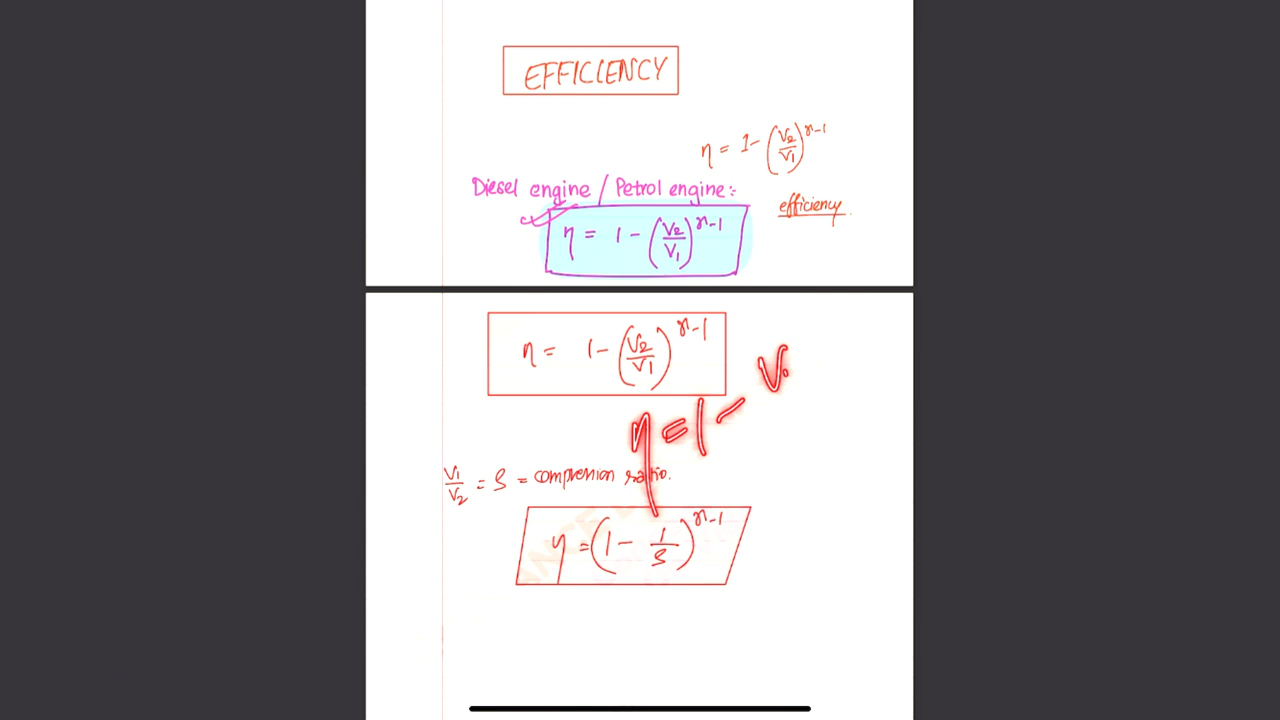 EFFICIENCY
η = 1 - (V2/V1)^γ-1
Diesel engine / Petrol engine:-
efficiency.
η = 1 - (V2/V1)^γ-1
η = 1 - (V2/V1)^γ-1
η = 1 - V
V1/V2 = S = compression ratio.
η = (1 - 1/S)^γ-1